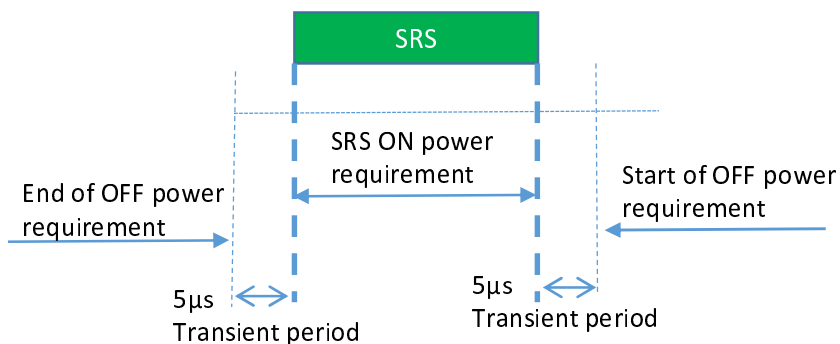 SRS
SRS ON power
requirement
End of OFF power
requirement
Start of OFF power
requirement
5µs
Transient period
5µs
Transient period